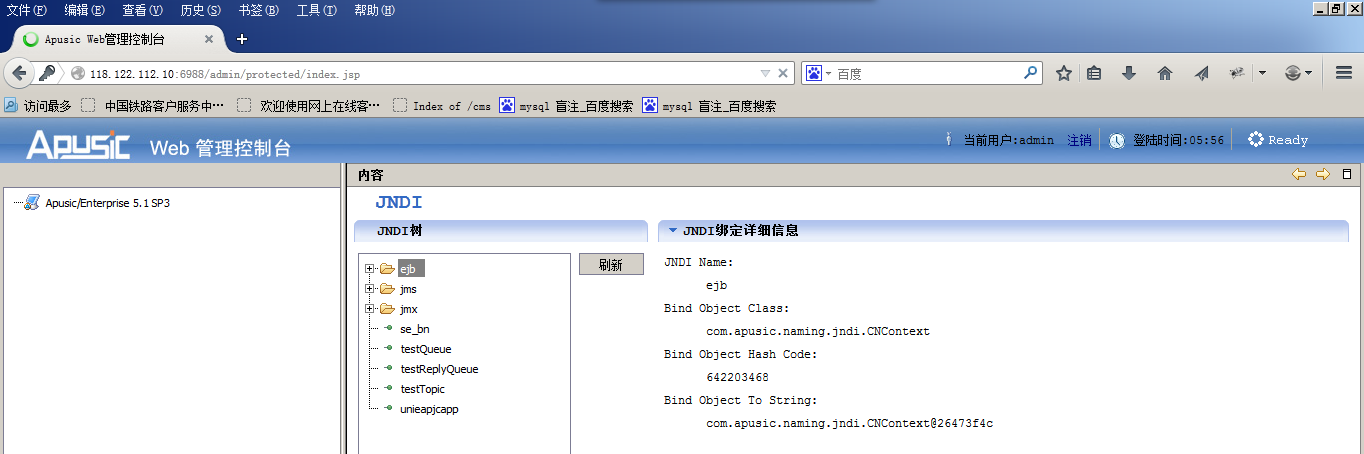 文件(F) 编辑(E) 查看(V) 历史(S) 书签(B) 工具(T) 帮助(H)
Apusic Web管理控制台
118.122.112.10:6988/admin/protected/index.jsp 百度
访问最多 中国铁路客户服务中… 欢迎使用网上在线客… Index of /cms mysql 盲注_百度搜索 mysql 盲注_百度搜索
Apusic Web 管理控制台 当前用户:admin 注销 登陆时间:05:56 Ready
内容
Apusic/Enterprise 5.1 SP3
JNDI
JNDI树
ejb
jms
jmx
se_bn
testQueue
testReplyQueue
testTopic
unieapjcapp
刷新
JNDI绑定详细信息
JNDI Name:
ejb
Bind Object Class:
com.apusic.naming.jndi.CNContext
Bind Object Hash Code:
642203468
Bind Object To String:
com.apusic.naming.jndi.CNContext@26473f4c